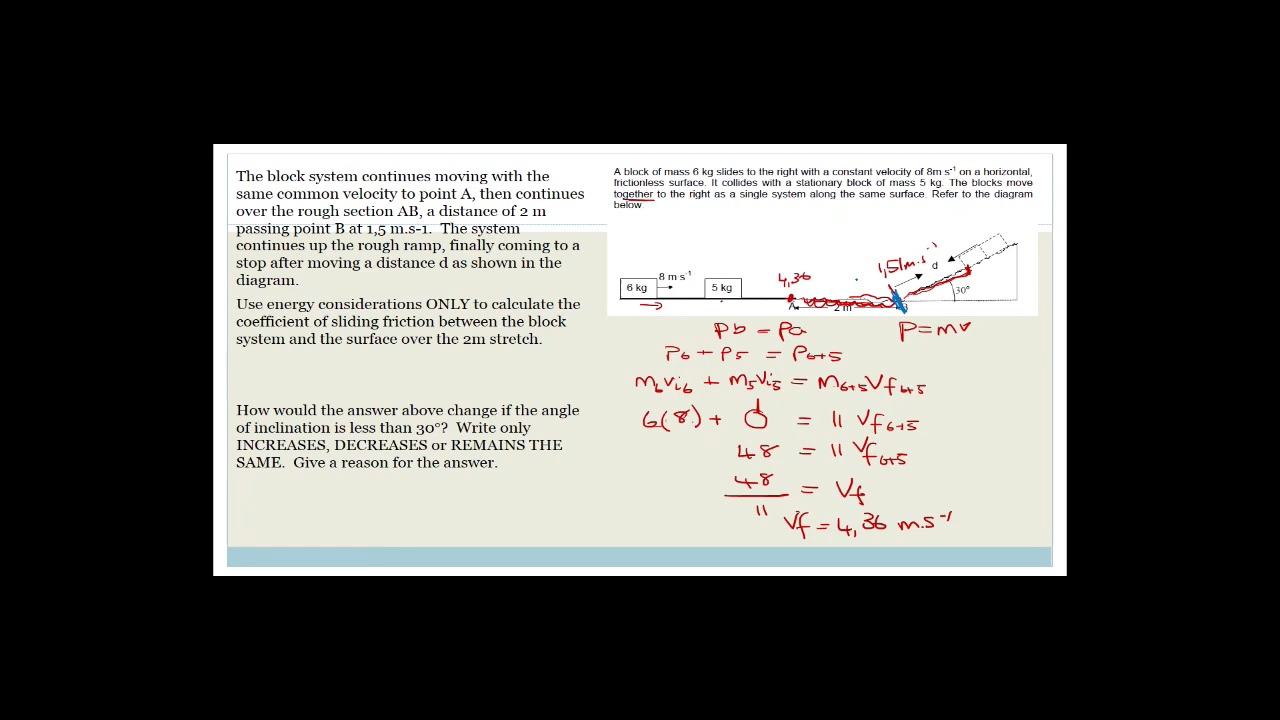 The block system continues moving with the
same common velocity to point A, then continues
over the rough section AB, a distance of 2 m
passing point B at 1,5 m.s-1. The system
continues up the rough ramp, finally coming to a
stop after moving a distance d as shown in the
diagram.
Use energy considerations ONLY to calculate the
coefficient of sliding friction between the block
system and the surface over the 2m stretch.
How would the answer above change if the angle
of inclination is less than 30°? Write only
INCREASES, DECREASES or REMAINS THE
SAME. Give a reason for the answer.
A block of mass 6 kg slides to the right with a constant velocity of 8m s⁻¹ on a horizontal,
frictionless surface. It collides with a stationary block of mass 5 kg. The blocks move
together to the right as a single system along the same surface. Refer to the diagram
below
1,51m.s⁻¹
d
8 m s⁻¹
4,36
6 kg
5 kg
30°
A
2 m
pb = pa
p=mv
P6 + P5 = P6+5
m6vi6 + m5vi5 = m6+5Vf6+5
6(8) + 0 = 11 Vf6+5
48 = 11 Vf6+5
48
11
= Vf
Vf = 4,36 m.s⁻¹